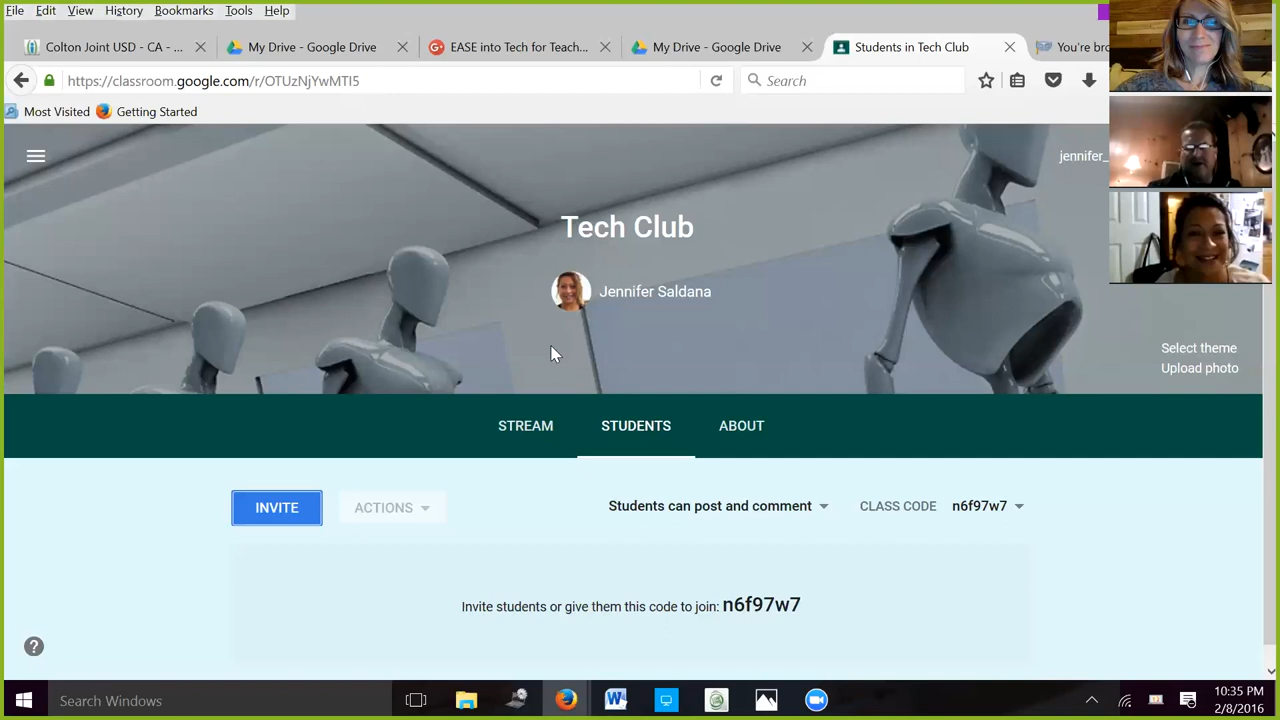 File Edit View History Bookmarks Tools Help
Colton Joint USD - CA - ... My Drive - Google Drive EASE into Tech for Teach... My Drive - Google Drive Students in Tech Club You're bro
https://classroom.google.com/r/OTUzNjYwMTI5 Search
Most Visited Getting Started
jennifer_
Tech Club
Jennifer Saldana
Select theme
Upload photo
STREAM STUDENTS ABOUT
INVITE ACTIONS Students can post and comment CLASS CODE n6f97w7
Invite students or give them this code to join: n6f97w7
?
Search Windows
10:35 PM
2/8/2016